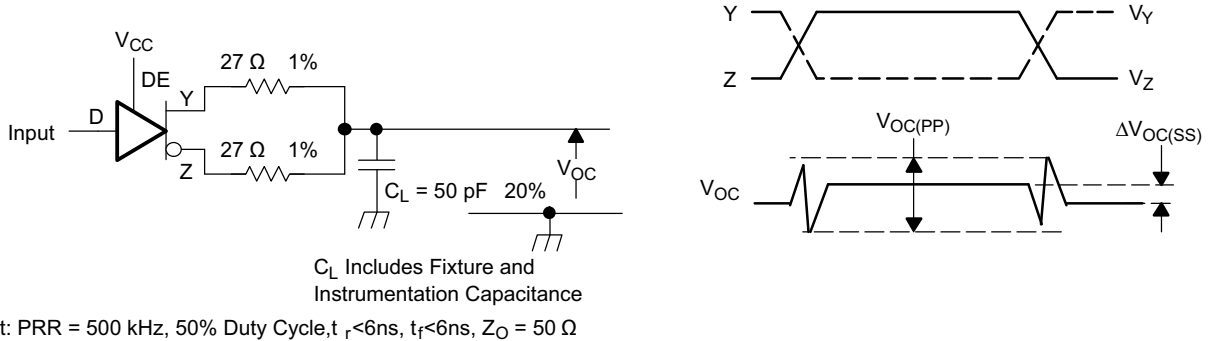 V_CC
DE
27 Ω 1%
Y
D
Input
27 Ω 1%
Z
C_L = 50 pF 20%
V_OC
C_L Includes Fixture and
Instrumentation Capacitance
t: PRR = 500 kHz, 50% Duty Cycle,t r<6ns, t_f<6ns, Z_O = 50 Ω
Y
V_Y
Z
V_Z
V_OC(PP)
ΔV_OC(SS)
V_OC